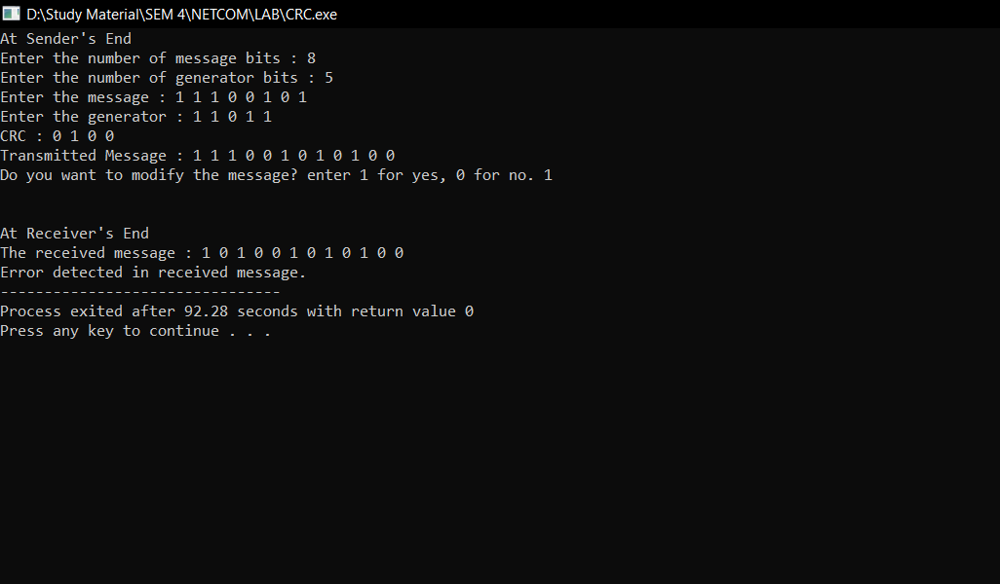 D:\Study Material\SEM 4\NETCOM\LAB\CRC.exe
At Sender's End
Enter the number of message bits : 8
Enter the number of generator bits : 5
Enter the message : 1 1 1 0 0 1 0 1
Enter the generator : 1 1 0 1 1
CRC : 0 1 0 0
Transmitted Message : 1 1 1 0 0 1 0 1 0 1 0 0
Do you want to modify the message? enter 1 for yes, 0 for no. 1
At Receiver's End
The received message : 1 0 1 0 0 1 0 1 0 1 0 0
Error detected in received message.
--------------------------------
Process exited after 92.28 seconds with return value 0
Press any key to continue . . .